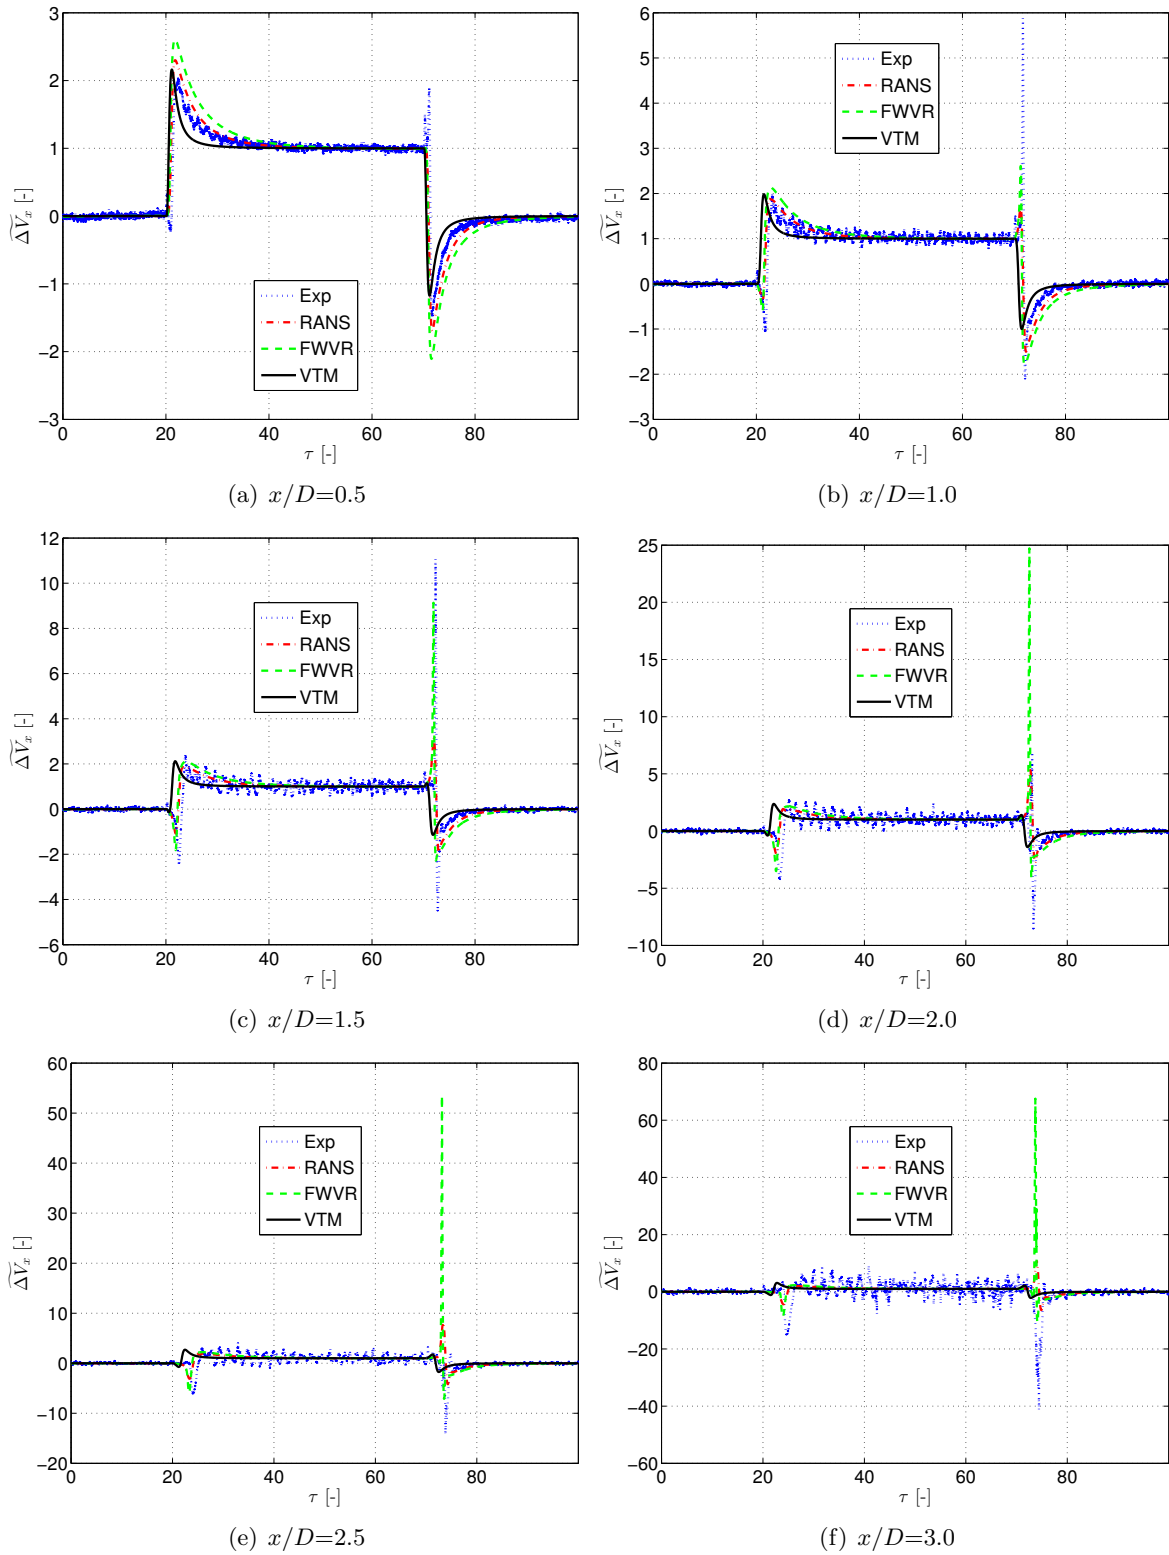 3
2
1
0
−1
−2
−3
0 20 40 60 80
ΔṼₓ [-]
τ [-]
Exp
RANS
FWVR
VTM
(a) x/D=0.5
6
5
4
3
2
1
0
−1
−2
−3
0 20 40 60 80
ΔṼₓ [-]
τ [-]
Exp
RANS
FWVR
VTM
(b) x/D=1.0
12
10
8
6
4
2
0
−2
−4
−6
0 20 40 60 80
ΔṼₓ [-]
τ [-]
Exp
RANS
FWVR
VTM
(c) x/D=1.5
25
20
15
10
5
0
−5
−10
0 20 40 60 80
ΔṼₓ [-]
τ [-]
Exp
RANS
FWVR
VTM
(d) x/D=2.0
60
50
40
30
20
10
0
−10
−20
0 20 40 60 80
ΔṼₓ [-]
τ [-]
Exp
RANS
FWVR
VTM
(e) x/D=2.5
80
60
40
20
0
−20
−40
−60
0 20 40 60 80
ΔṼₓ [-]
τ [-]
Exp
RANS
FWVR
VTM
(f) x/D=3.0